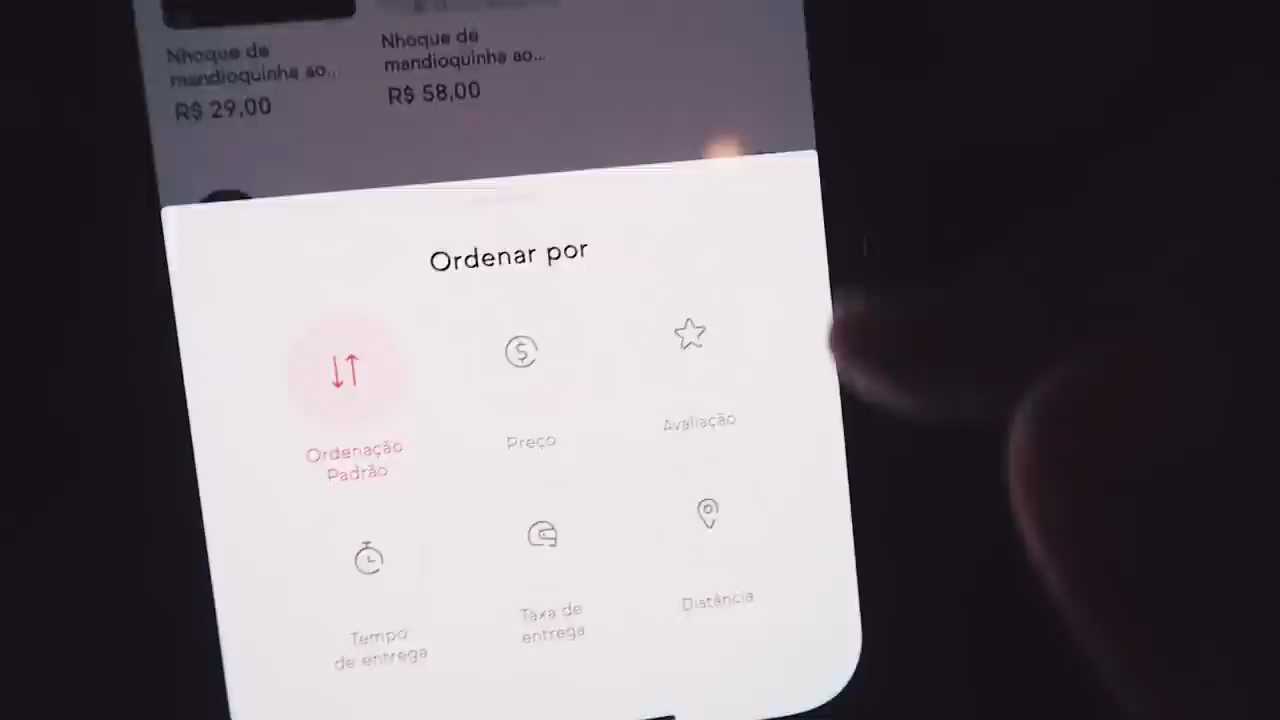 Nhoque de
mandioquinha ao...
R$ 29,00
Nhoque de
mandioquinha ao...
R$ 58,00
Ordenar por
Ordenação
Padrão
Preço
Avaliação
Tempo
de entrega
Taxa de
entrega
Distância